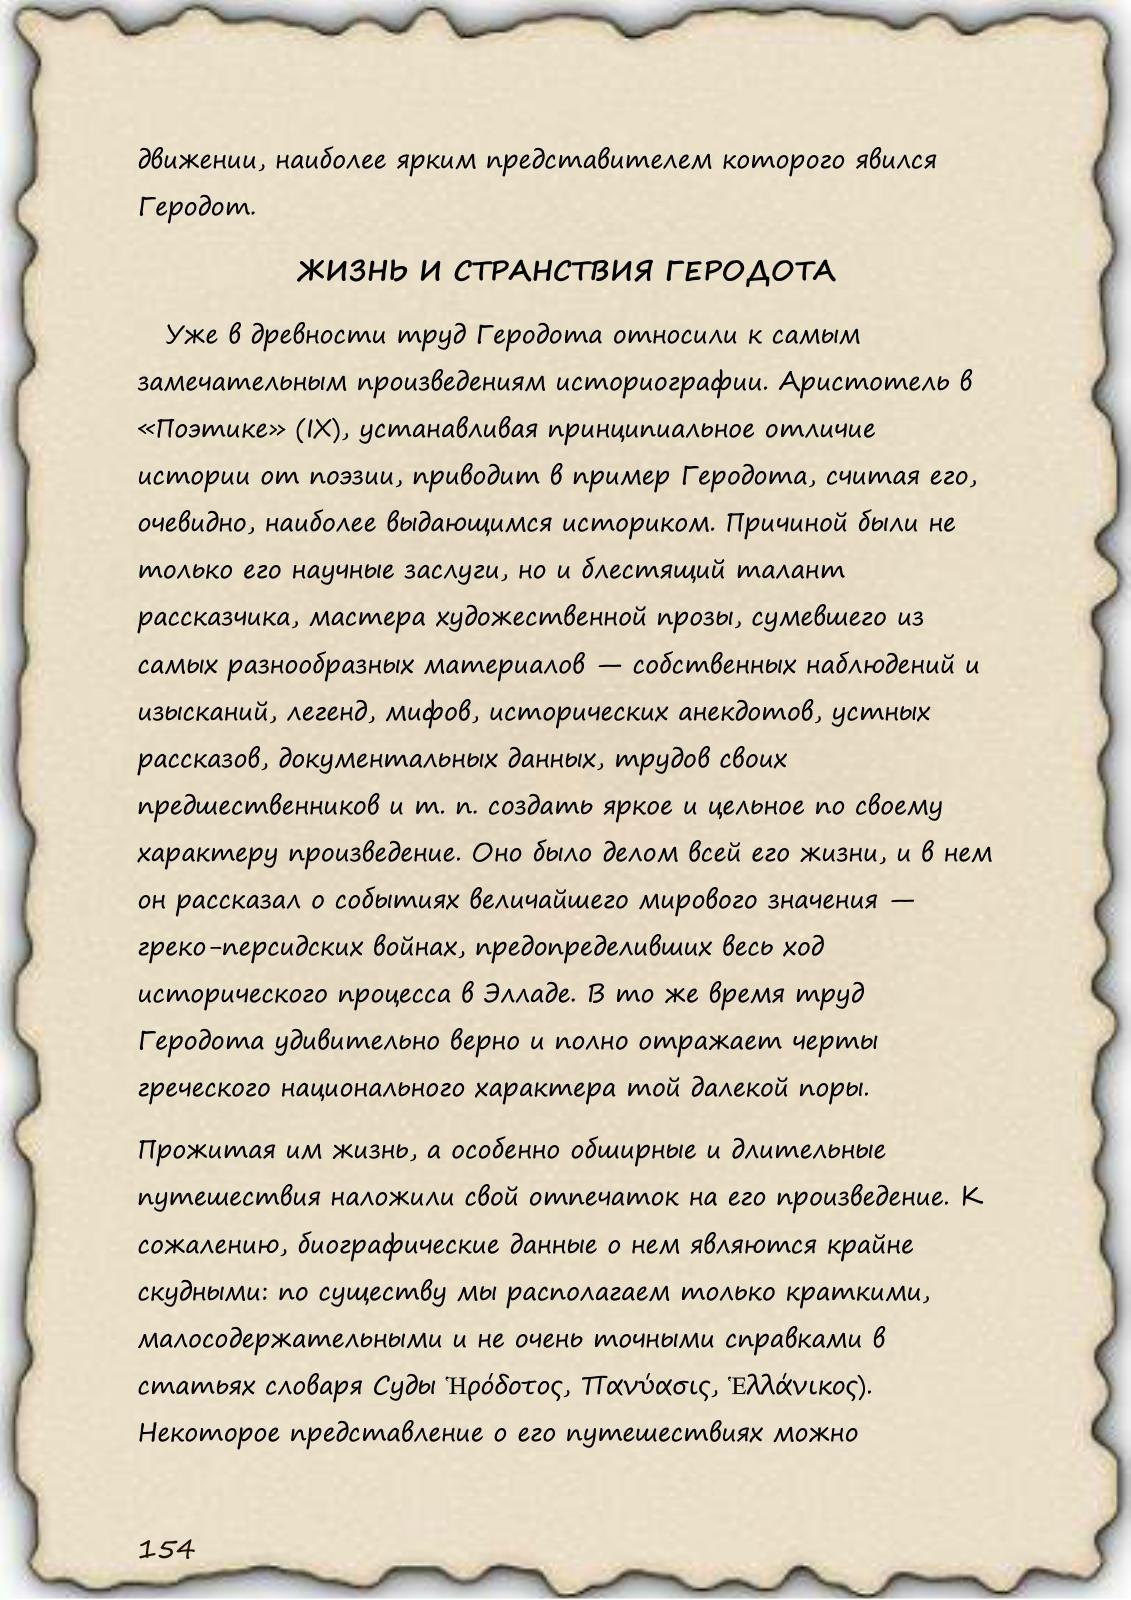 движении, наиболее ярким представителем которого явился
Геродот.
ЖИЗНЬ И СТРАНСТВИЯ ГЕРОДОТА
Уже в древности труд Геродота относили к самым
замечательным произведениям историографии. Аристотель в
«Поэтике» (IX), устанавливая принципиальное отличие
истории от поэзии, приводит в пример Геродота, считая его,
очевидно, наиболее выдающимся историком. Причиной были не
только его научные заслуги, но и блестящий талант
рассказчика, мастера художественной прозы, сумевшего из
самых разнообразных материалов — собственных наблюдений и
изысканий, легенд, мифов, исторических анекдотов, устных
рассказов, документальных данных, трудов своих
предшественников и т. п. создать яркое и цельное по своему
характеру произведение. Оно было делом всей его жизни, и в нем
он рассказал о событиях величайшего мирового значения —
греко-персидских войнах, предопределивших весь ход
исторического процесса в Элладе. В то же время труд
Геродота удивительно верно и полно отражает черты
греческого национального характера той далекой поры.
Прожитая им жизнь, а особенно обширные и длительные
путешествия наложили свой отпечаток на его произведение. К
сожалению, биографические данные о нем являются крайне
скудными: по существу мы располагаем только краткими,
малосодержательными и не очень точными справками в
статьях словаря Суды Ἡρόδοτος, Πανύασις, Ἑλλάνικος).
Некоторое представление о его путешествиях можно
154